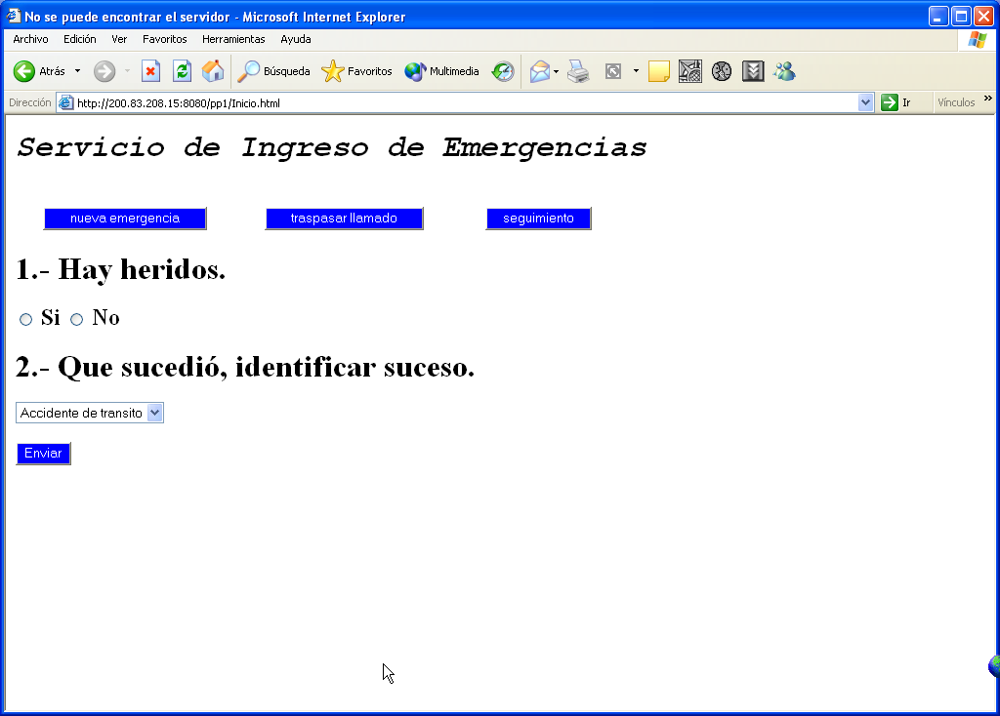 No se puede encontrar el servidor - Microsoft Internet Explorer
Archivo Edición Ver Favoritos Herramientas Ayuda
Atrás Búsqueda Favoritos Multimedia
Dirección http://200.83.208.15:8080/pp1/Inicio.html Ir Vínculos »
Servicio de Ingreso de Emergencias
nueva emergencia traspasar llamado seguimiento
1.- Hay heridos.
Si No
2.- Que sucedió, identificar suceso.
Accidente de transito
Enviar